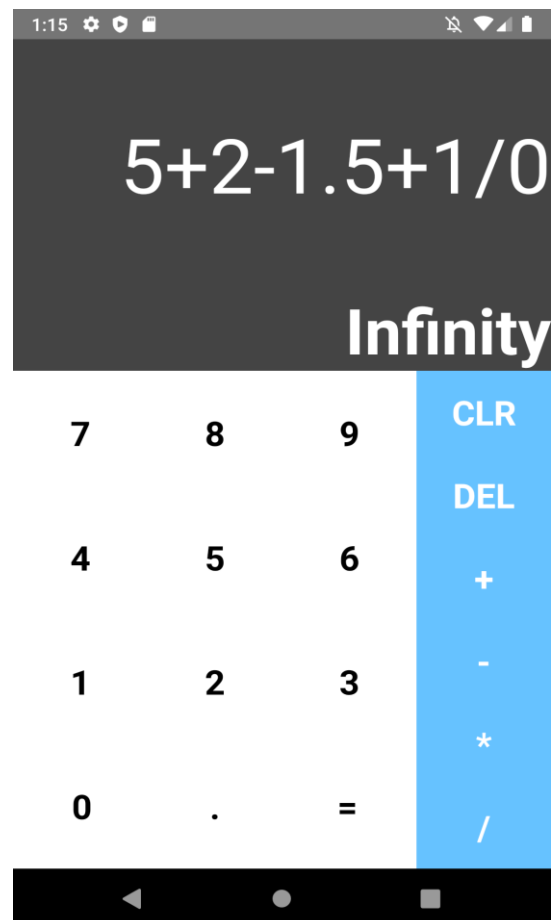 1:15
5+2-1.5+1/0
Infinity
7 8 9 CLR
DEL
4 5 6 +
1 2 3 -
*
0 . = /